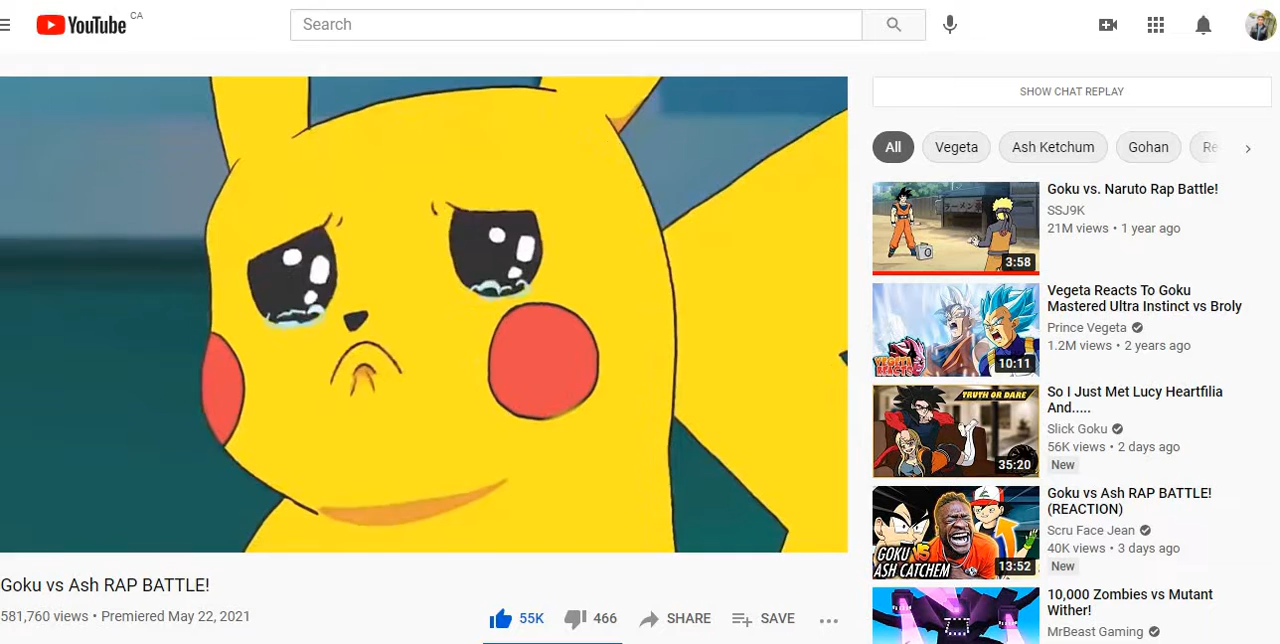 YouTube CA
Search
SHOW CHAT REPLAY
All
Vegeta
Ash Ketchum
Gohan
Re
Goku vs. Naruto Rap Battle!
SSJ9K
21M views • 1 year ago
3:58
Vegeta Reacts To Goku
Mastered Ultra Instinct vs Broly
Prince Vegeta
1.2M views • 2 years ago
VEGETA
REACTS
10:11
So I Just Met Lucy Heartfilia
And.....
Slick Goku
56K views • 2 days ago
New
TRUTH OR DARE
35:20
Goku vs Ash RAP BATTLE!
(REACTION)
Scru Face Jean
40K views • 3 days ago
New
GOKU VS
ASH CATCHEM
13:52
10,000 Zombies vs Mutant
Wither!
MrBeast Gaming
Goku vs Ash RAP BATTLE!
581,760 views • Premiered May 22, 2021
55K
466
SHARE
SAVE